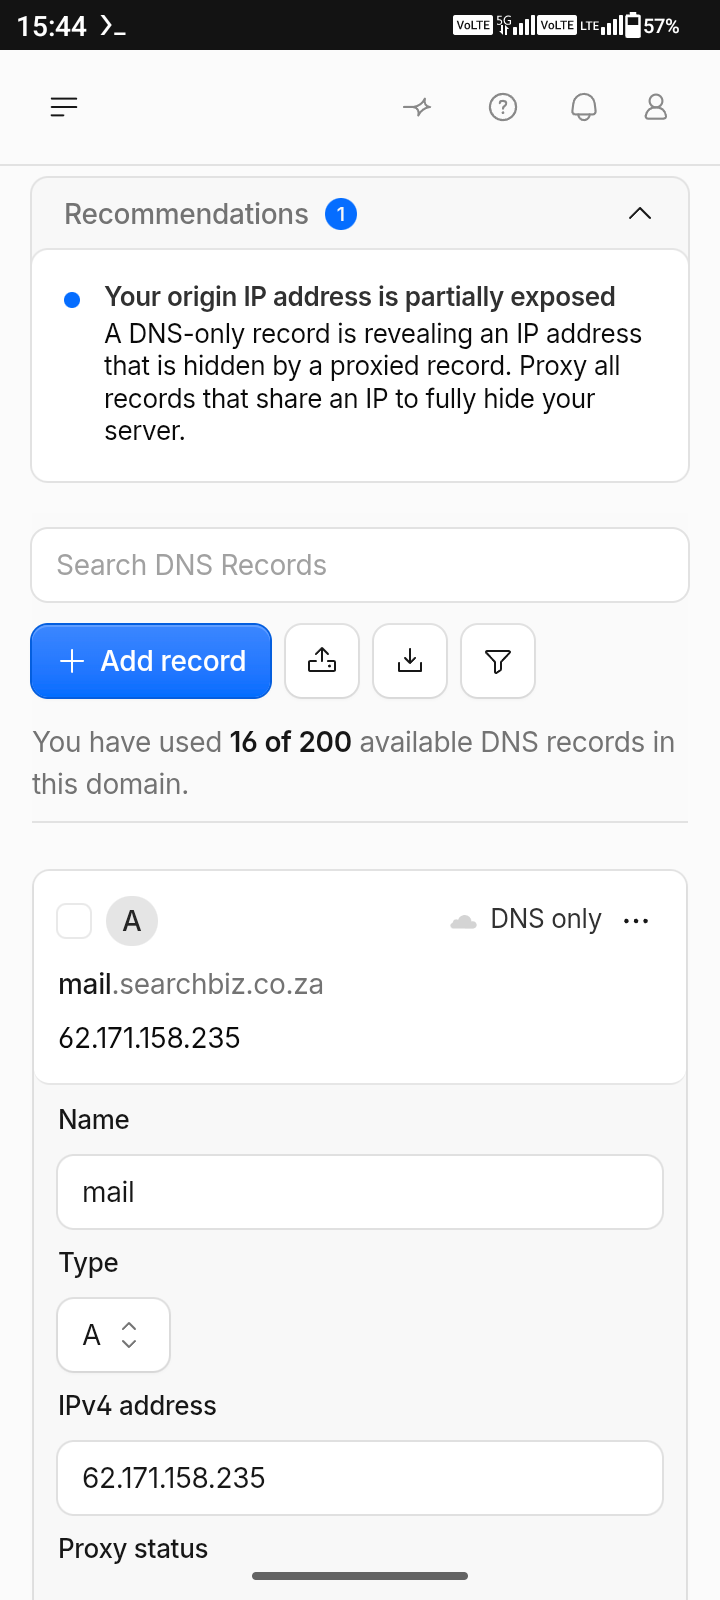 15:44
VoLTE 5G VoLTE LTE 57%
Recommendations 1
Your origin IP address is partially exposed
A DNS-only record is revealing an IP address
that is hidden by a proxied record. Proxy all
records that share an IP to fully hide your
server.
Search DNS Records
Add record
You have used 16 of 200 available DNS records in
this domain.
A DNS only
mail.searchbiz.co.za
62.171.158.235
Name
mail
Type
A
IPv4 address
62.171.158.235
Proxy status